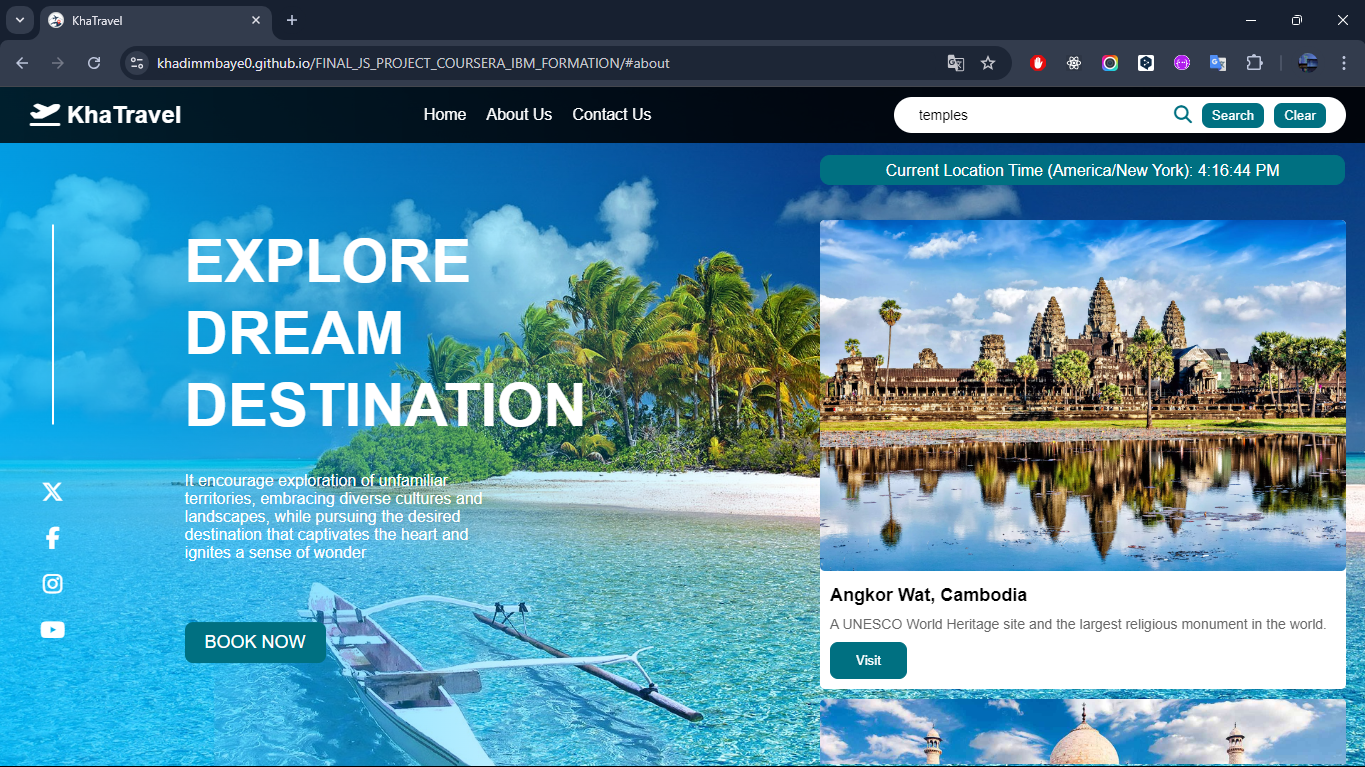 KhaTravel
khadimmbaye0.github.io/FINAL_JS_PROJECT_COURSERA_IBM_FORMATION/#about
KhaTravel
Home About Us Contact Us
temples
Search Clear
Current Location Time (America/New York): 4:16:44 PM
EXPLORE
DREAM
DESTINATION
It encourage exploration of unfamiliar
territories, embracing diverse cultures and
landscapes, while pursuing the desired
destination that captivates the heart and
ignites a sense of wonder
BOOK NOW
Angkor Wat, Cambodia
A UNESCO World Heritage site and the largest religious monument in the world.
Visit